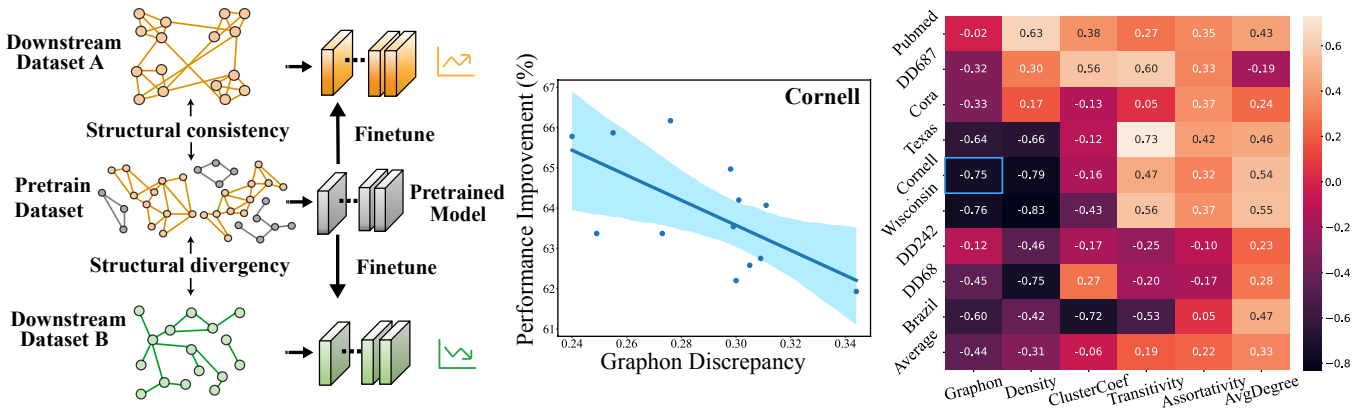 Downstream
Dataset A
Structural consistency
Finetune
Pretrain
Dataset
Pretrained
Model
Structural divergency
Finetune
Downstream
Dataset B
Performance Improvement (%)
Cornell
67
66
65
64
63
62
61
0.24 0.26 0.28 0.30 0.32 0.34
Graphon Discrepancy
Pubmed -0.02 0.63 0.38 0.27 0.35 0.43
DD687 -0.32 0.30 0.56 0.60 0.33 -0.19
Cora -0.33 0.17 -0.13 0.05 0.37 0.24
Texas -0.64 -0.66 -0.12 0.73 0.42 0.46
Cornell -0.75 -0.79 -0.16 0.47 0.32 0.54
Wisconsin -0.76 -0.83 -0.43 0.56 0.37 0.55
DD242 -0.12 -0.46 -0.17 -0.25 -0.10 0.23
DD68 -0.45 -0.75 0.27 -0.20 -0.17 0.28
Brazil -0.60 -0.42 -0.72 -0.53 0.05 0.47
Average -0.44 -0.31 -0.06 0.19 0.22 0.33
Graphon Density ClusterCoef Transitivity Assortativity AvgDegree
0.6
0.4
0.2
0.0
−0.2
−0.4
−0.6
−0.8